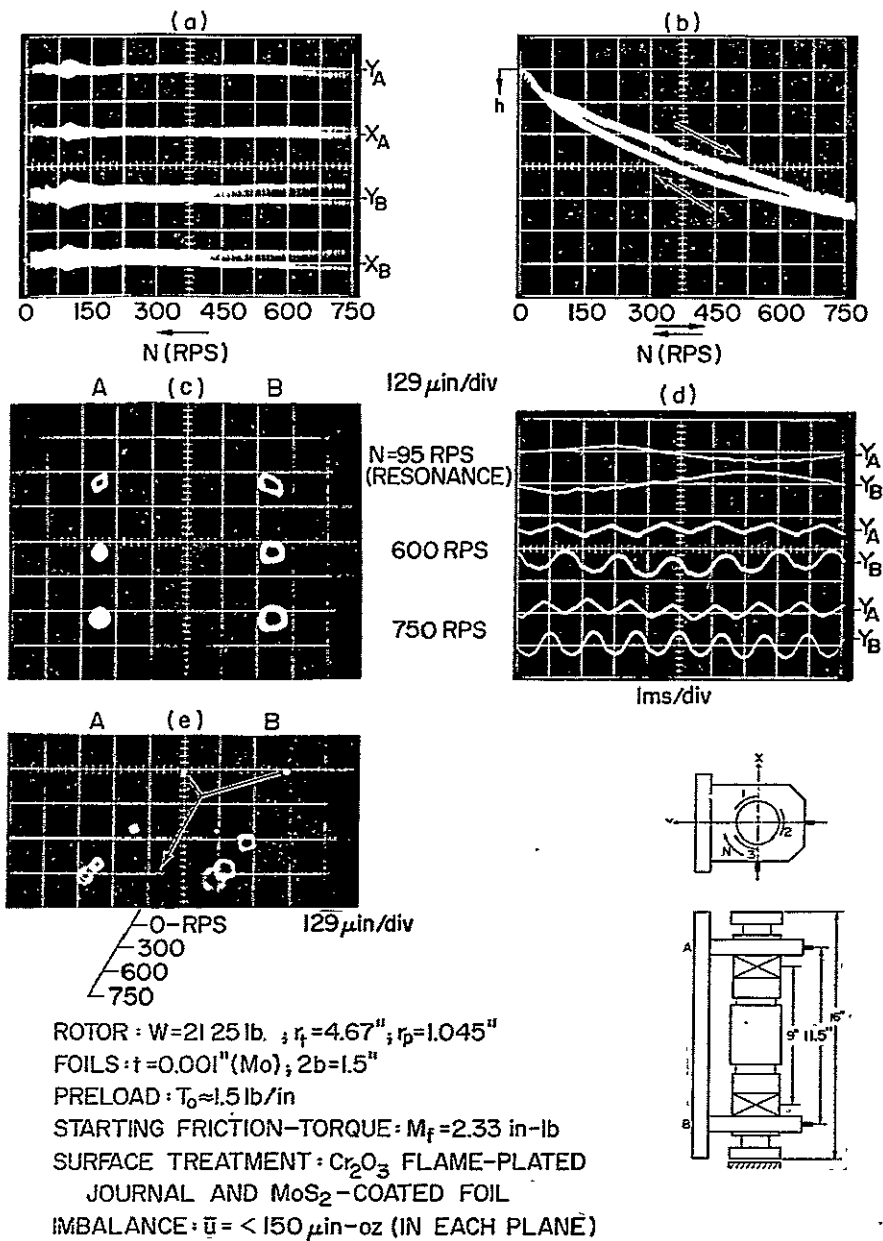 (a)
Y_A
X_A
Y_B
X_B
0 150 300 450 600 750
N (RPS)
(b)
h
0 150 300 450 600 750
N (RPS)
A (c) B
129 μin/div
N=95 RPS
(RESONANCE)
600 RPS
750 RPS
(d)
Y_A
Y_B
Y_A
Y_B
Y_A
Y_B
1ms/div
A (e) B
0-RPS
300
600
750
129 μin/div
X
1
2
3
N
A
B
9"
11.5"
16"
ROTOR : W=21 25 lb. ; r_t=4.67" ; r_p=1.045"
FOILS : t=0.001" (Mo) ; 2b=1.5"
PRELOAD : T_o≈1.5 lb/in
STARTING FRICTION-TORQUE : M_f=2.33 in-lb
SURFACE TREATMENT : Cr_2O_3 FLAME-PLATED
JOURNAL AND MoS_2-COATED FOIL
IMBALANCE : ū = < 150 μin-oz (IN EACH PLANE)